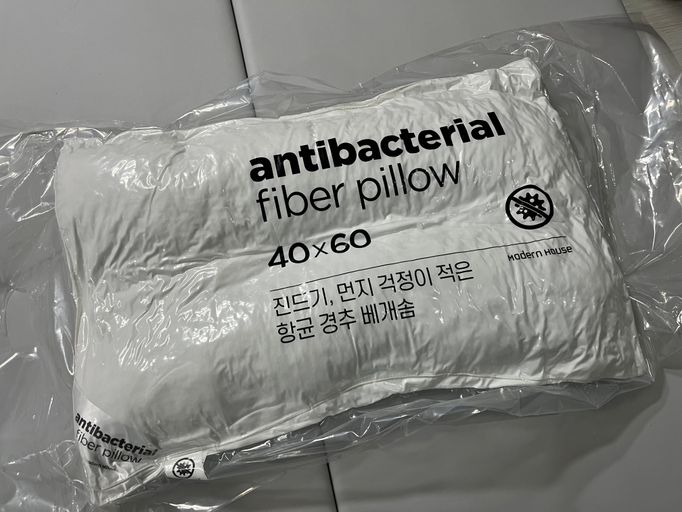 antibacterial
fiber pillow
40×60
Modern House
진드기, 먼지 걱정이 적은
항균 경추 베개솜
antibacterial
fiber pillow